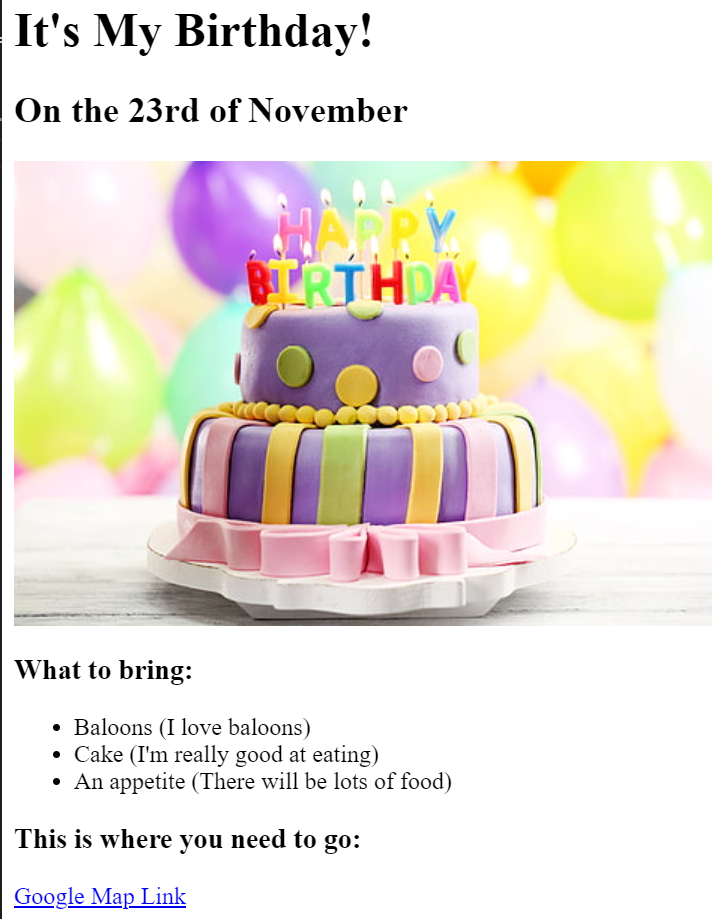 It's My Birthday!
On the 23rd of November
HAPPY
BIRTHDAY
What to bring:
Baloons (I love baloons)
Cake (I'm really good at eating)
An appetite (There will be lots of food)
This is where you need to go:
Google Map Link